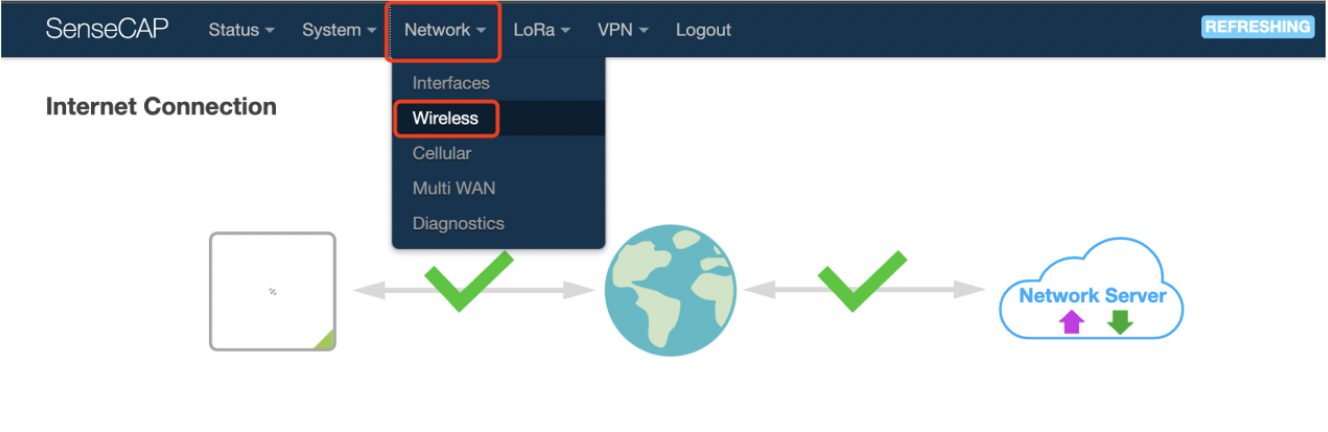 SenseCAP Status System Network LoRa VPN Logout REFRESHING
Interfaces
Internet Connection
Wireless
Cellular
Multi WAN
Diagnostics
Network Server